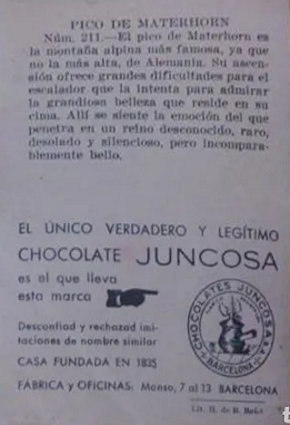 PICO DE MATERHORN
Núm. 211.—El pico de Materhorn es
la montaña alpina más famosa, ya que
no la más alta, de Alemania. Su ascen-
sión ofrece grandes dificultades para el
escalador que la intenta para admirar
la grandiosa belleza que reside en su
cima. Allí se siente la emoción del que
penetra en un reino desconocido, raro,
desolado y silencioso, pero incompara-
blemente bello.
EL ÚNICO VERDADERO Y LEGÍTIMO
CHOCOLATE JUNCOSA
es el que lleva
esta marca
CHOCOLATES JUNCOSA
BARCELONA
Desconfiad y rechazad imi-
taciones de nombre similar
CASA FUNDADA EN 1835
FÁBRICA y OFICINAS: Monso, 7 al 13 BARCELONA
Lit. H. de R.